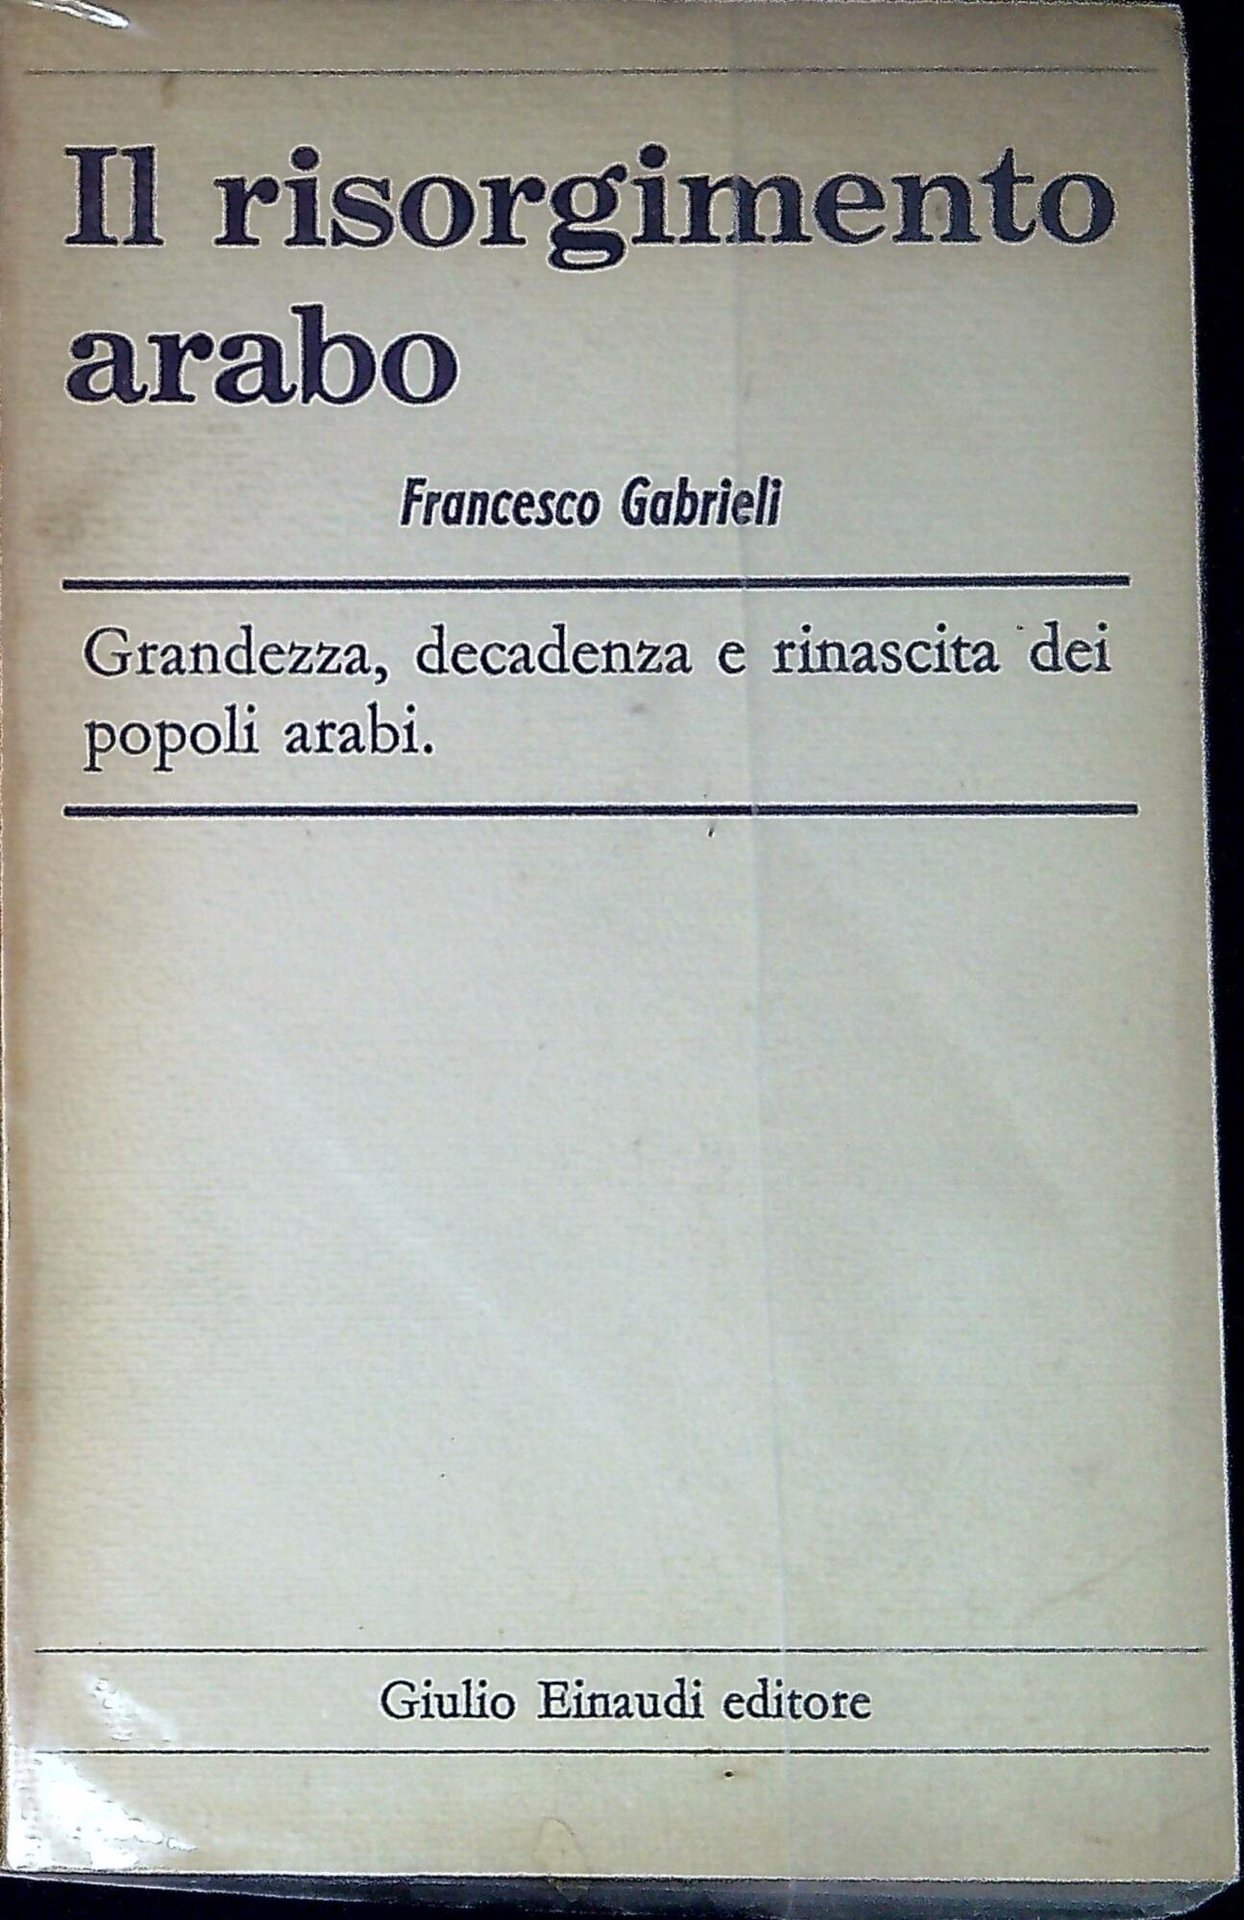 Il risorgimento
arabo
Francesco Gabrieli
Grandezza, decadenza e rinascita dei
popoli arabi.
Giulio Einaudi editore